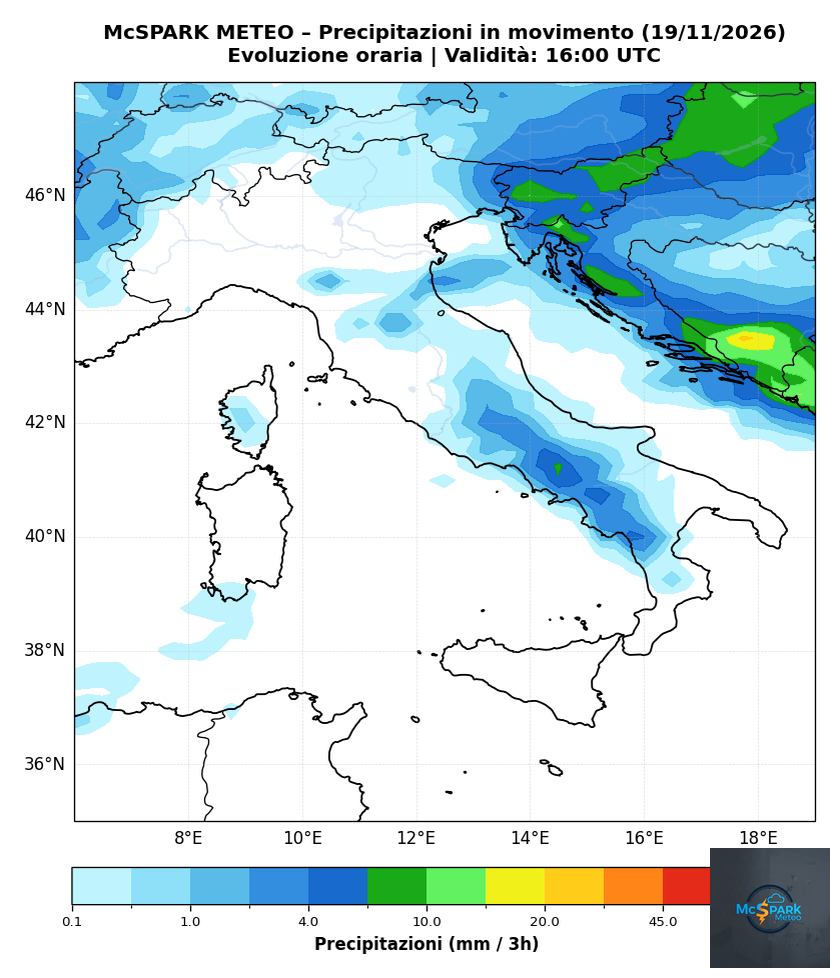 McSPARK METEO – Precipitazioni in movimento (19/11/2026)
Evoluzione oraria | Validità: 16:00 UTC
46°N
44°N
42°N
40°N
38°N
36°N
8°E 10°E 12°E 14°E 16°E 18°E
0.1 1.0 4.0 10.0 20.0 45.0
Precipitazioni (mm / 3h)
McSPARK
Meteo